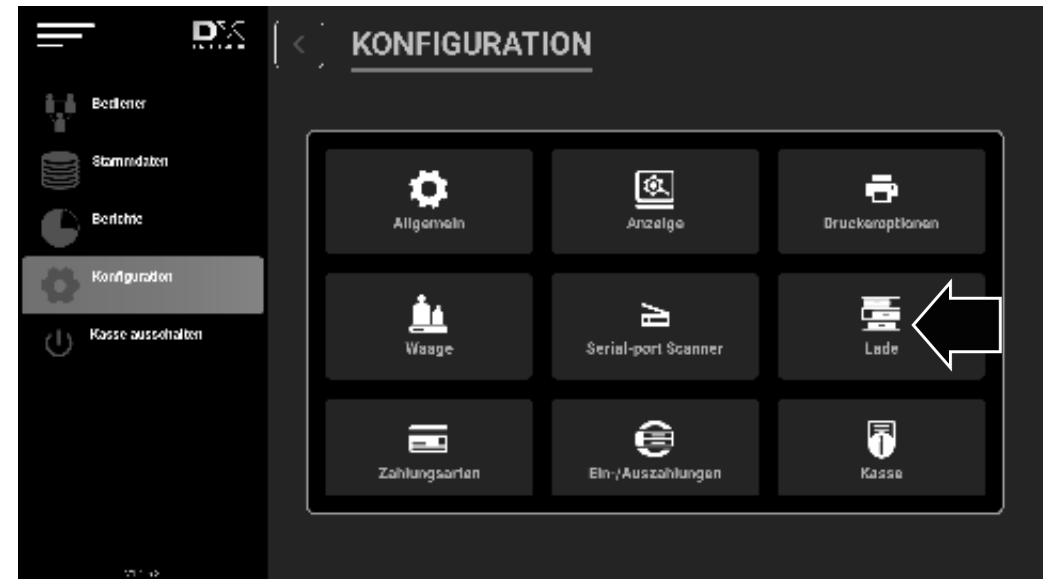 DX
KONFIGURATION
Bediener
Stammdaten
Berichte
Konfiguration
Kasse ausschalten
Allgemein
Anzeige
Druckeroptionen
Waage
Serial-port Scanner
Lade
Zahlungsarten
Ein-/Auszahlungen
Kasse